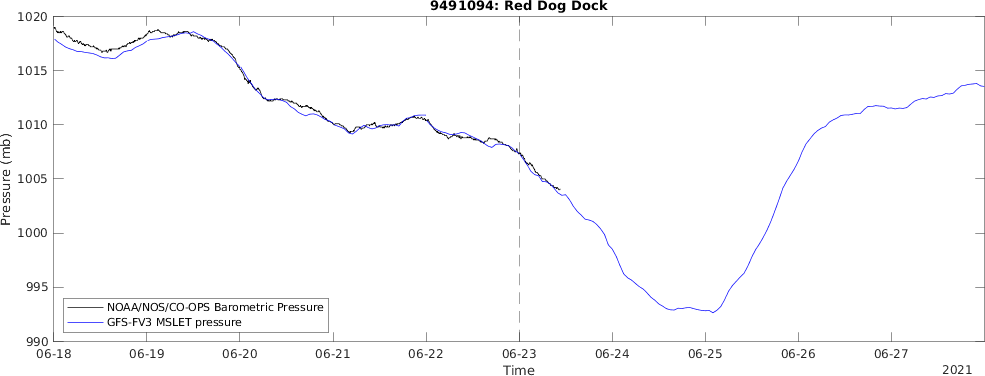 9491094: Red Dog Dock
1020
1015
1010
1005
1000
995
990
Pressure (mb)
NOAA/NOS/CO-OPS Barometric Pressure
GFS-FV3 MSLET pressure
06-18 06-19 06-20 06-21 06-22 06-23 06-24 06-25 06-26 06-27
Time
2021